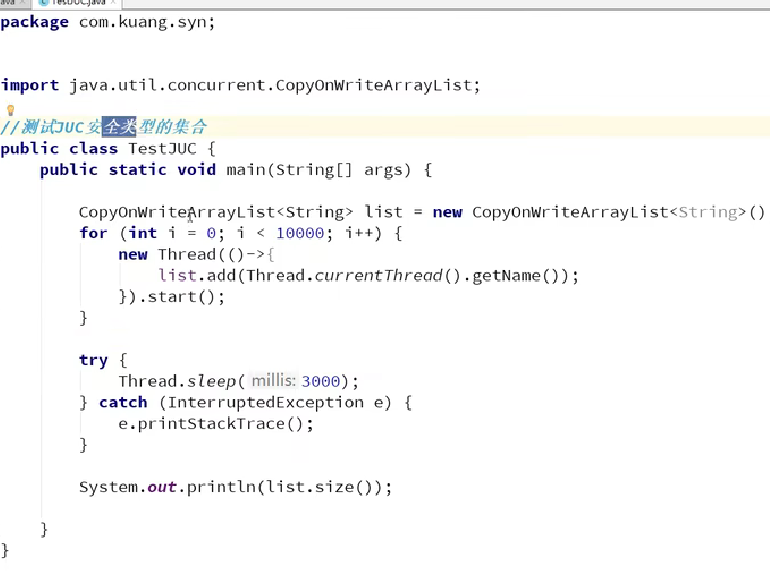 TestJUC.java
package com.kuang.syn;
import java.util.concurrent.CopyOnWriteArrayList;
//测试JUC安全类型的集合
public class TestJUC {
public static void main(String[] args) {
CopyOnWriteArrayList<String> list = new CopyOnWriteArrayList<String>()
for (int i = 0; i < 10000; i++) {
new Thread(()->{
list.add(Thread.currentThread().getName());
}).start();
}
try {
Thread.sleep( millis: 3000);
} catch (InterruptedException e) {
e.printStackTrace();
}
System.out.println(list.size());
}
}